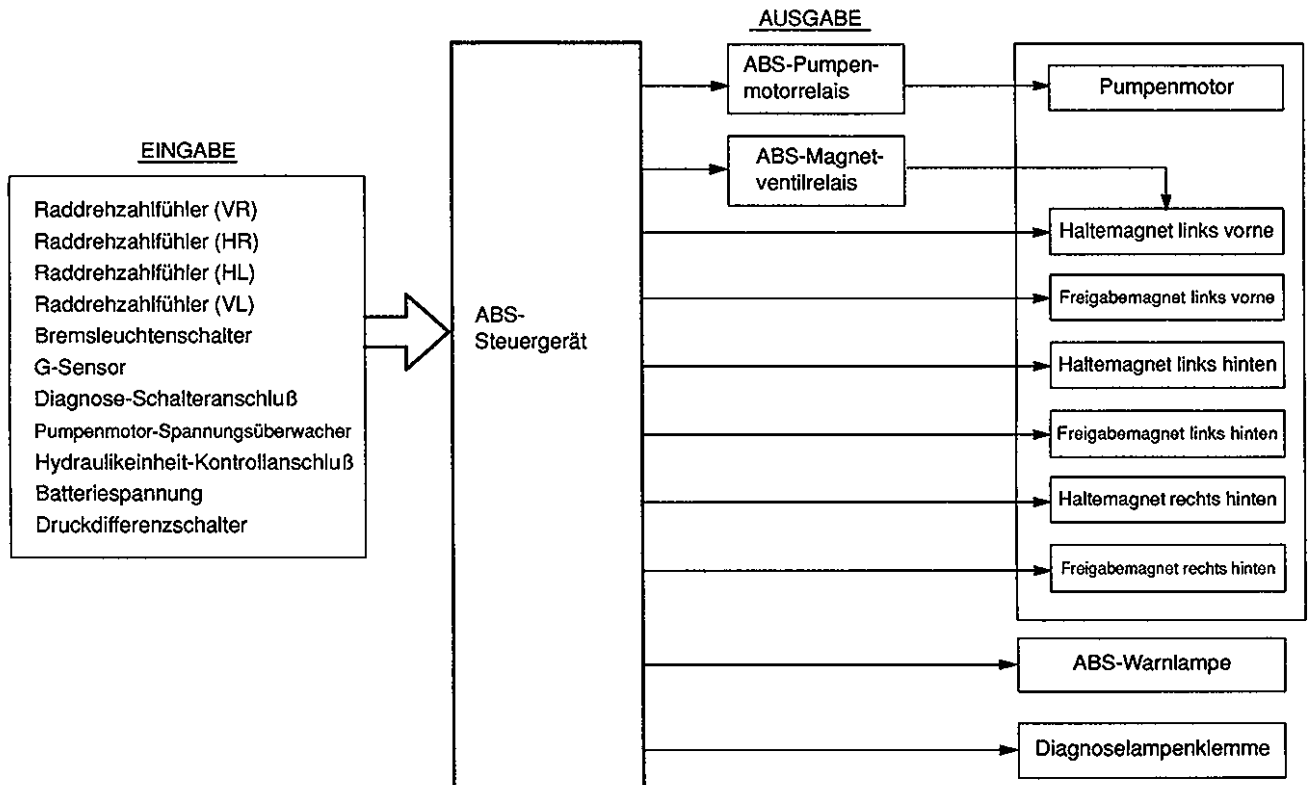 AUSGABE
ABS-Pumpen-
motorrelais
Pumpenmotor
ABS-Magnet-
ventilrelais
EINGABE
Raddrehzahlfühler (VR)
Raddrehzahlfühler (HR)
Raddrehzahlfühler (HL)
Raddrehzahlfühler (VL)
Bremsleuchtenschalter
G-Sensor
Diagnose-Schalteranschluß
Pumpenmotor-Spannungsüberwacher
Hydraulikeinheit-Kontrollanschluß
Batteriespannung
Druckdifferenzschalter
ABS-
Steuergerät
Haltemagnet links vorne
Freigabemagnet links vorne
Haltemagnet links hinten
Freigabemagnet links hinten
Haltemagnet rechts hinten
Freigabemagnet rechts hinten
ABS-Warnlampe
Diagnoselampenklemme